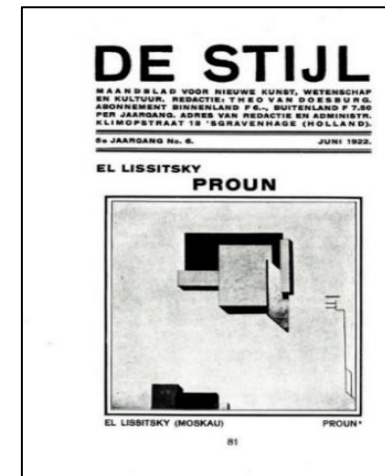 DE STIJL
MAANDBLAD VOOR NIEUWE KUNST, WETENSCHAP
EN KULTUUR. REDACTIE: THEO VAN DOESBURG.
ABONNEMENT BINNENLAND F 6.–, BUITENLAND F 7.50
PER JAARGANG. ADRES VAN REDACTIE EN ADMINISTR.
KLIMOPSTRAAT 18 'SGRAVENHAGE (HOLLAND).
5e JAARGANG No. 6. JUNI 1922.
EL LISSITSKY
PROUN
EL LISSITSKY (MOSKAU) PROUN
81